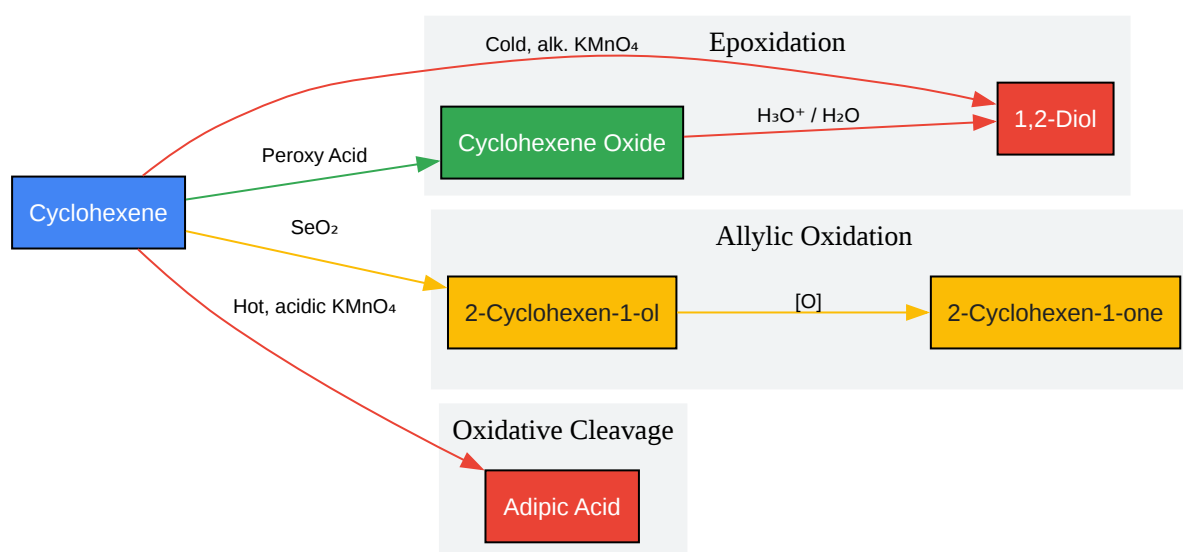 Cold, alk. KMnO₄
Epoxidation
1,2-Diol
H₃O⁺ / H₂O
Cyclohexene Oxide
Peroxy Acid
Cyclohexene
SeO₂
Allylic Oxidation
2-Cyclohexen-1-ol
[O]
2-Cyclohexen-1-one
Hot, acidic KMnO₄
Oxidative Cleavage
Adipic Acid